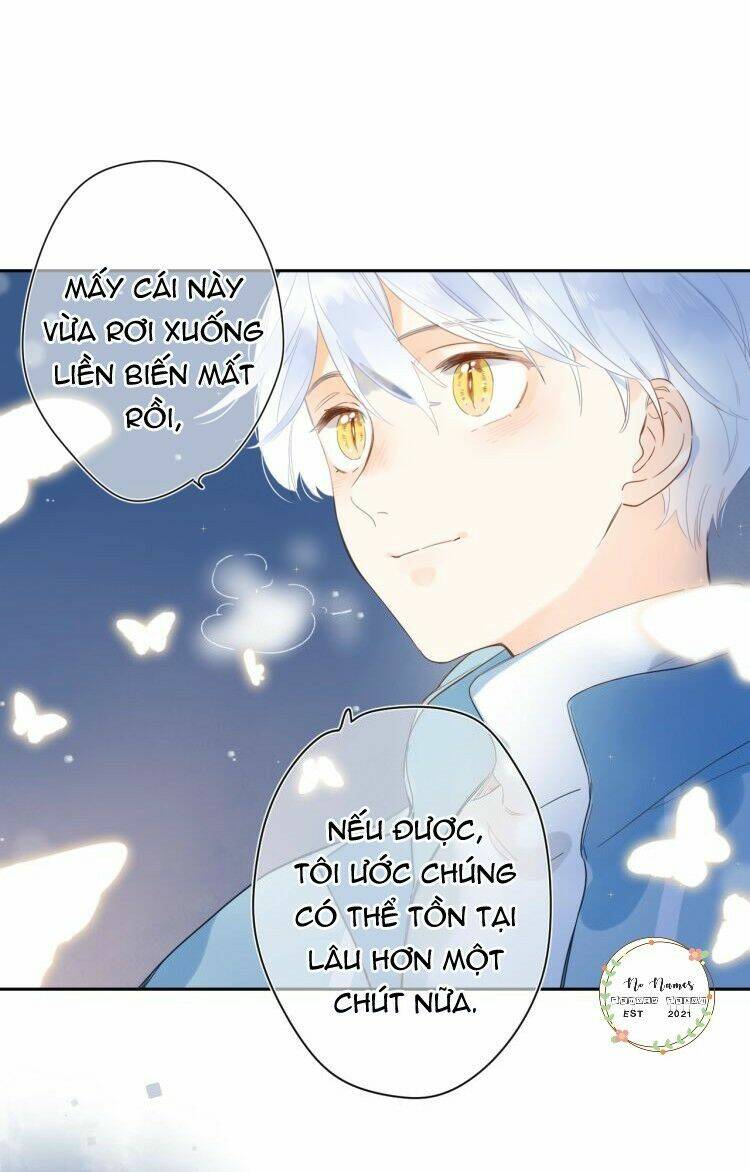 MẤY CÁI NÀY
VỪA RƠI XUỐNG
LIỀN BIẾN MẤT
RỒI,
NẾU ĐƯỢC,
TÔI ƯỚC CHÚNG
CÓ THỂ TỒN TẠI
LÂU HƠN MỘT
CHÚT NỮA.
No Names
EST 2021